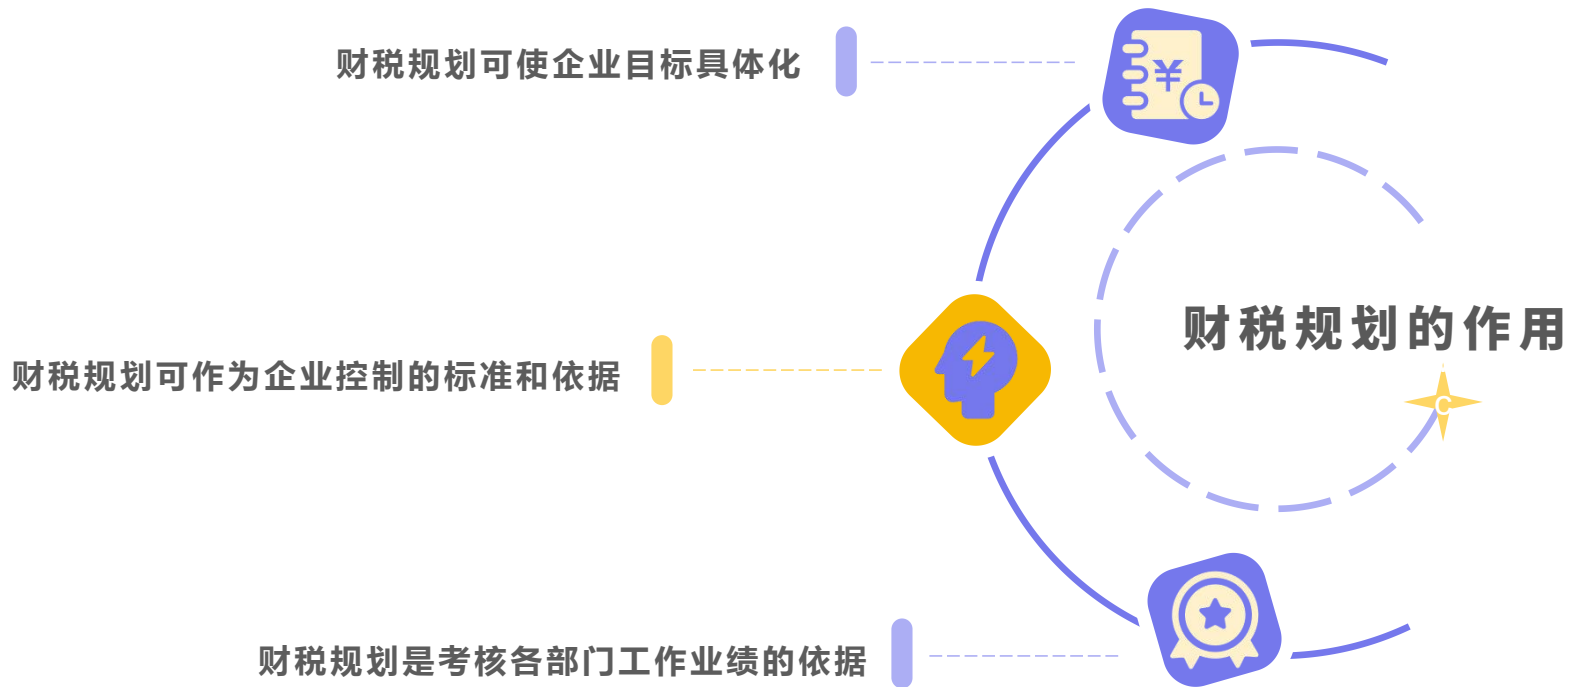 财税规划可使企业目标具体化
¥
财税规划的作用
财税规划可作为企业控制的标准和依据
C
财税规划是考核各部门工作业绩的依据